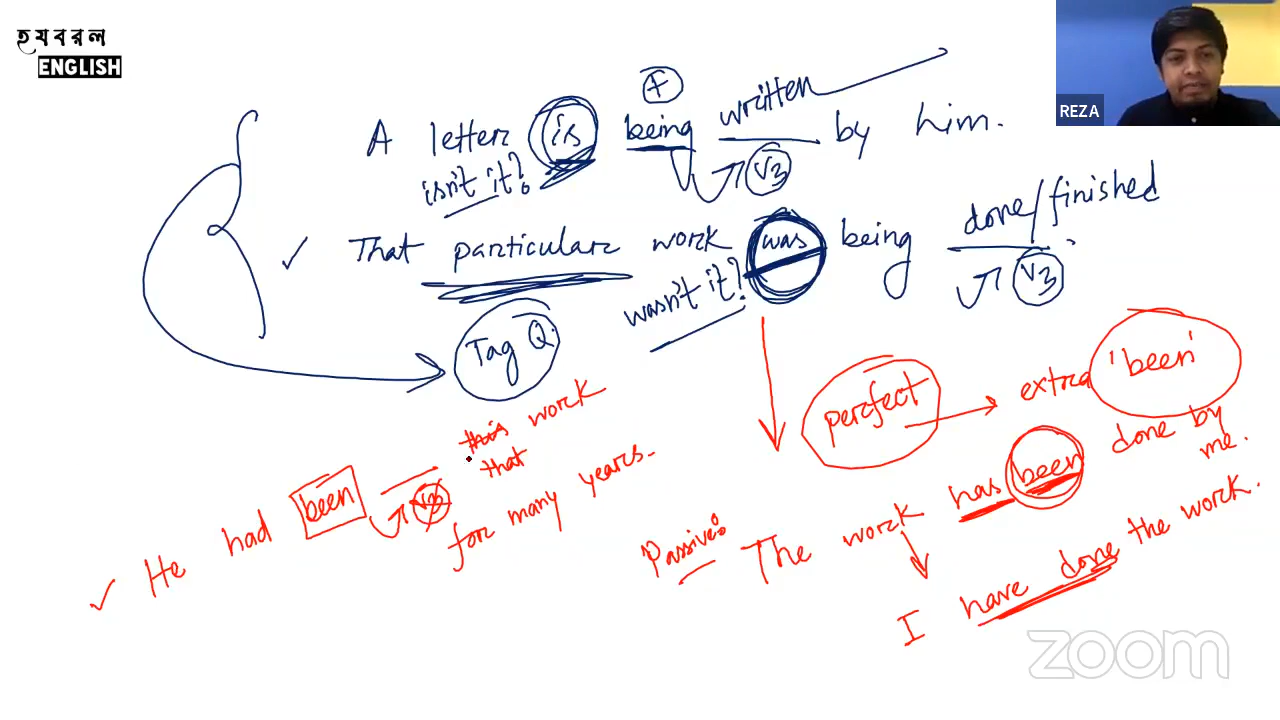 হযবরল
ENGLISH
REZA
+
A letter is being written by him.
isn't it?
V3
That particular work was being done/finished
wasn't it?
V3
Tag Q.
perfect → extra 'been'
this work
that
He had been V3 for many years.
Passive: The work has been done by me.
I have done the work.
zoom